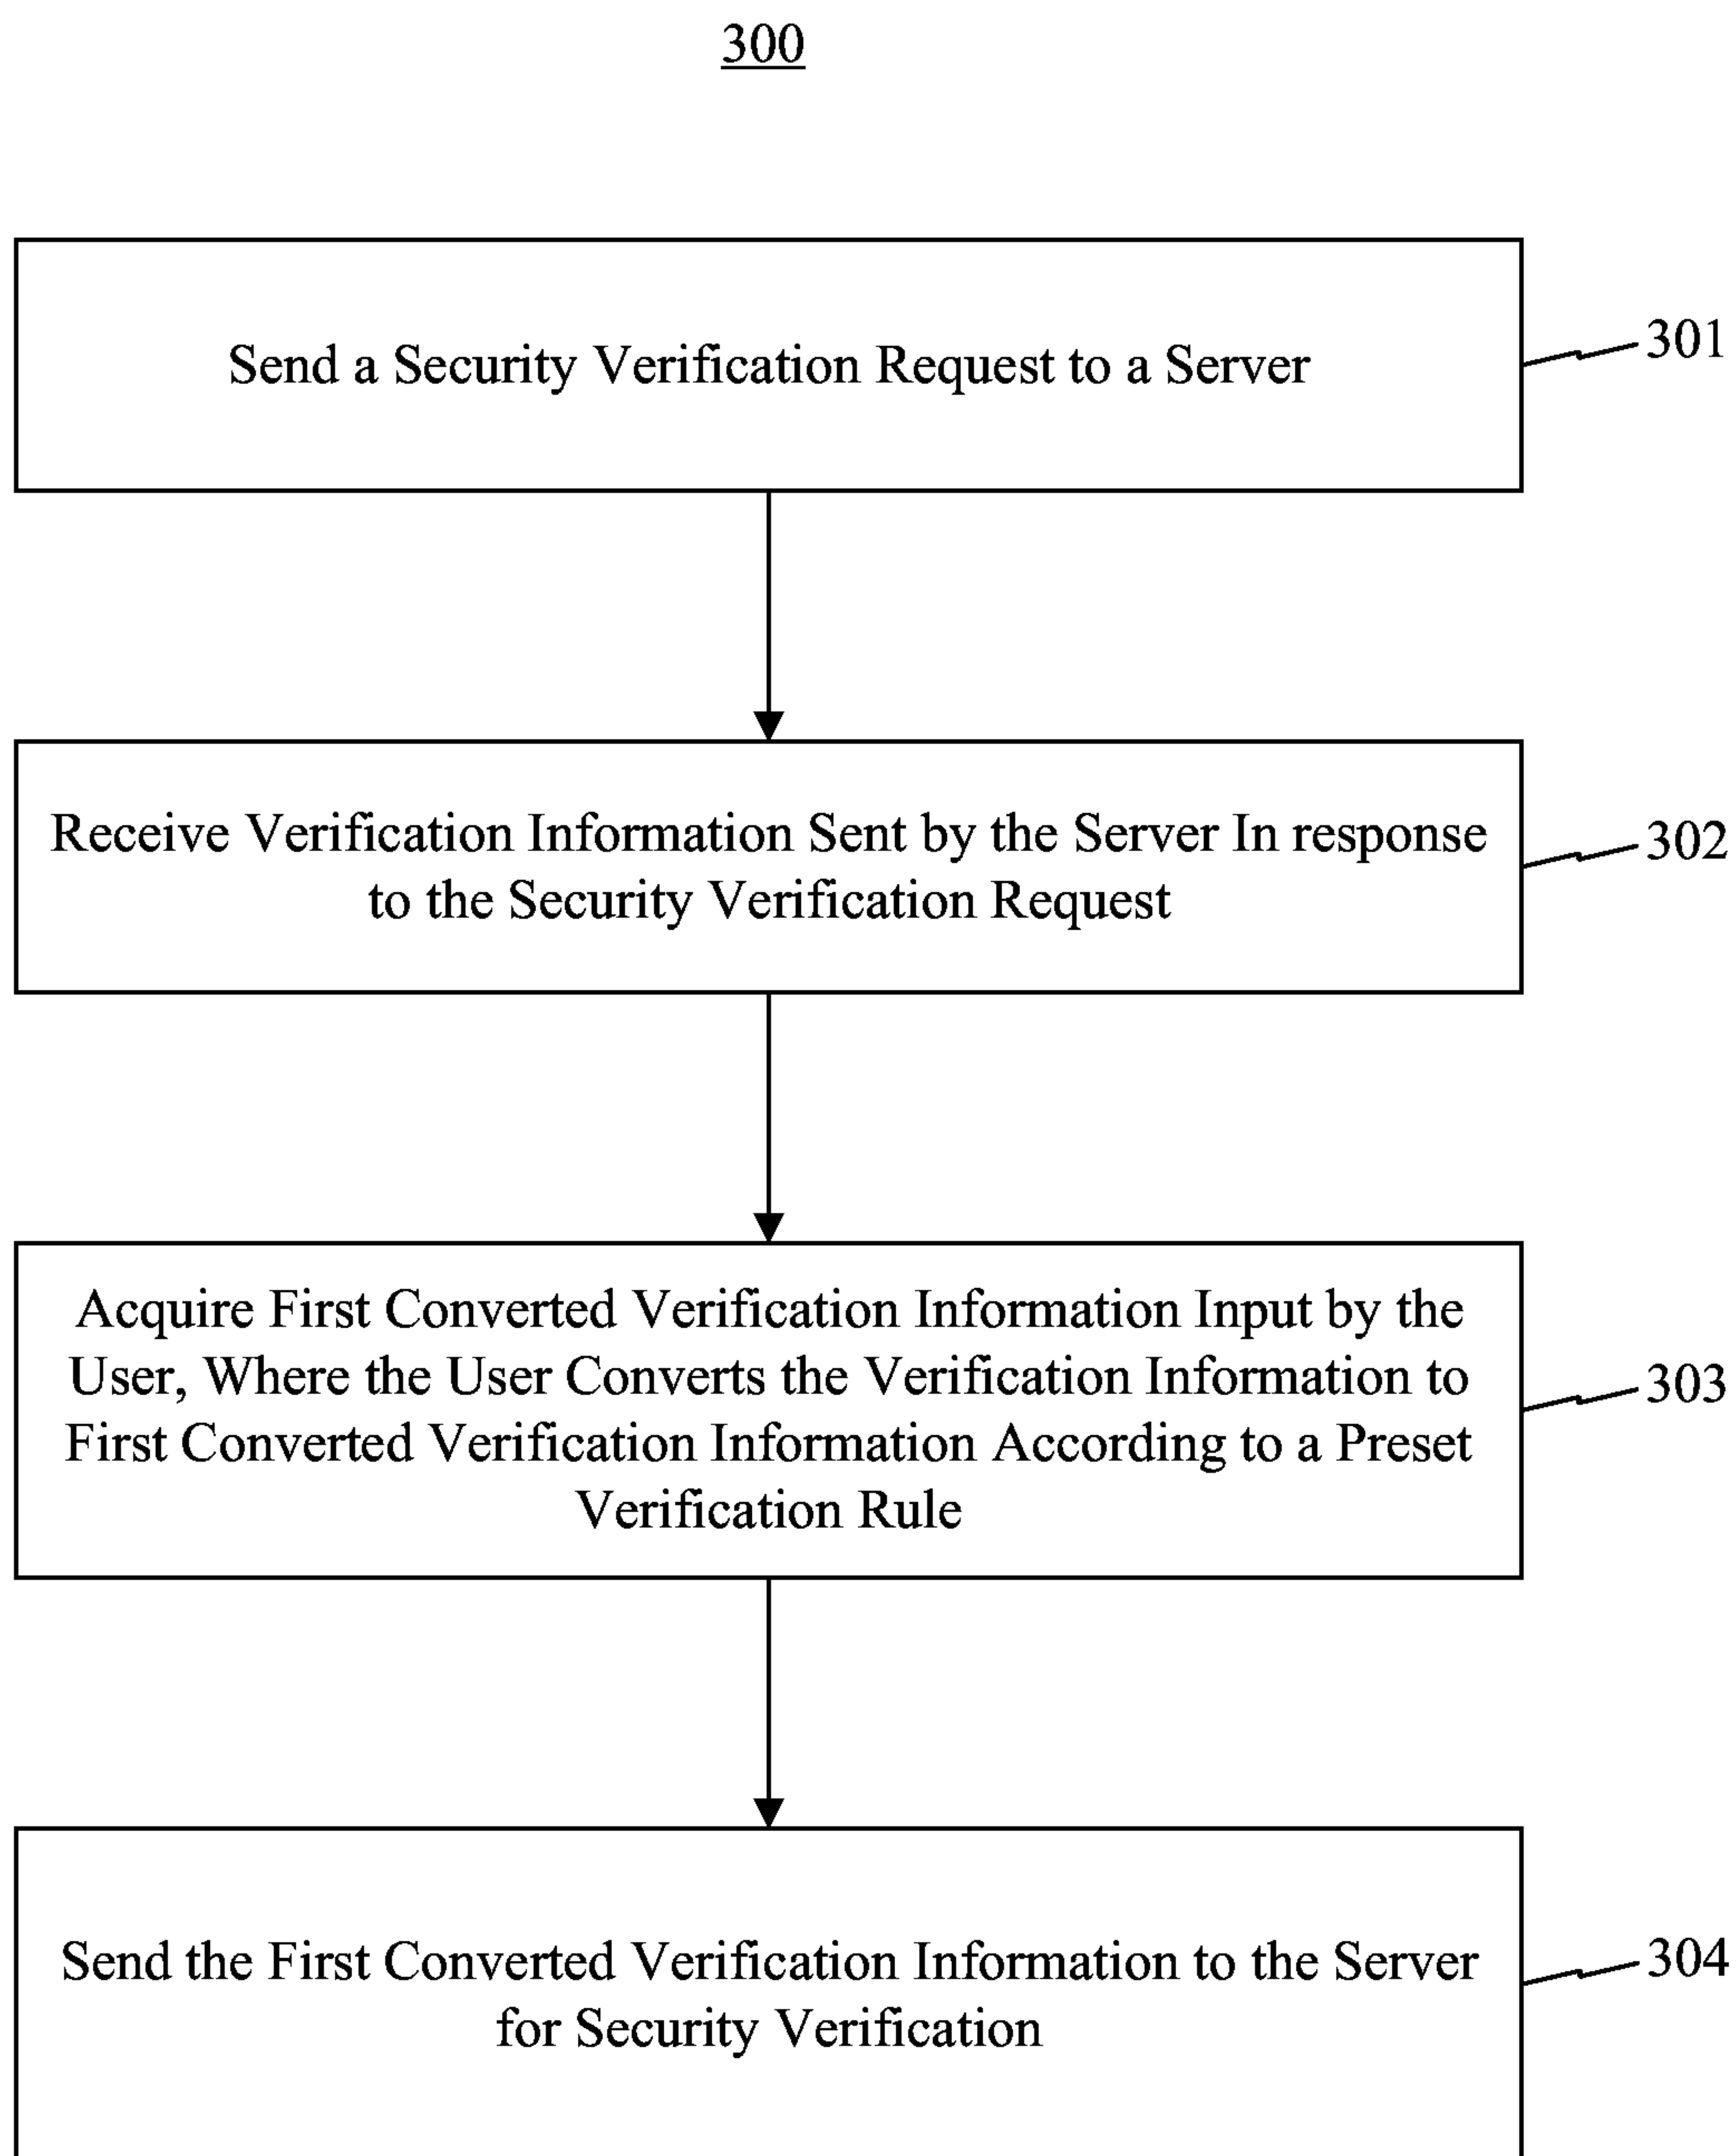 300
Send a Security Verification Request to a Server
301
Receive Verification Information Sent by the Server In response
to the Security Verification Request
302
Acquire First Converted Verification Information Input by the
User, Where the User Converts the Verification Information to
First Converted Verification Information According to a Preset
Verification Rule
303
Send the First Converted Verification Information to the Server
for Security Verification
304